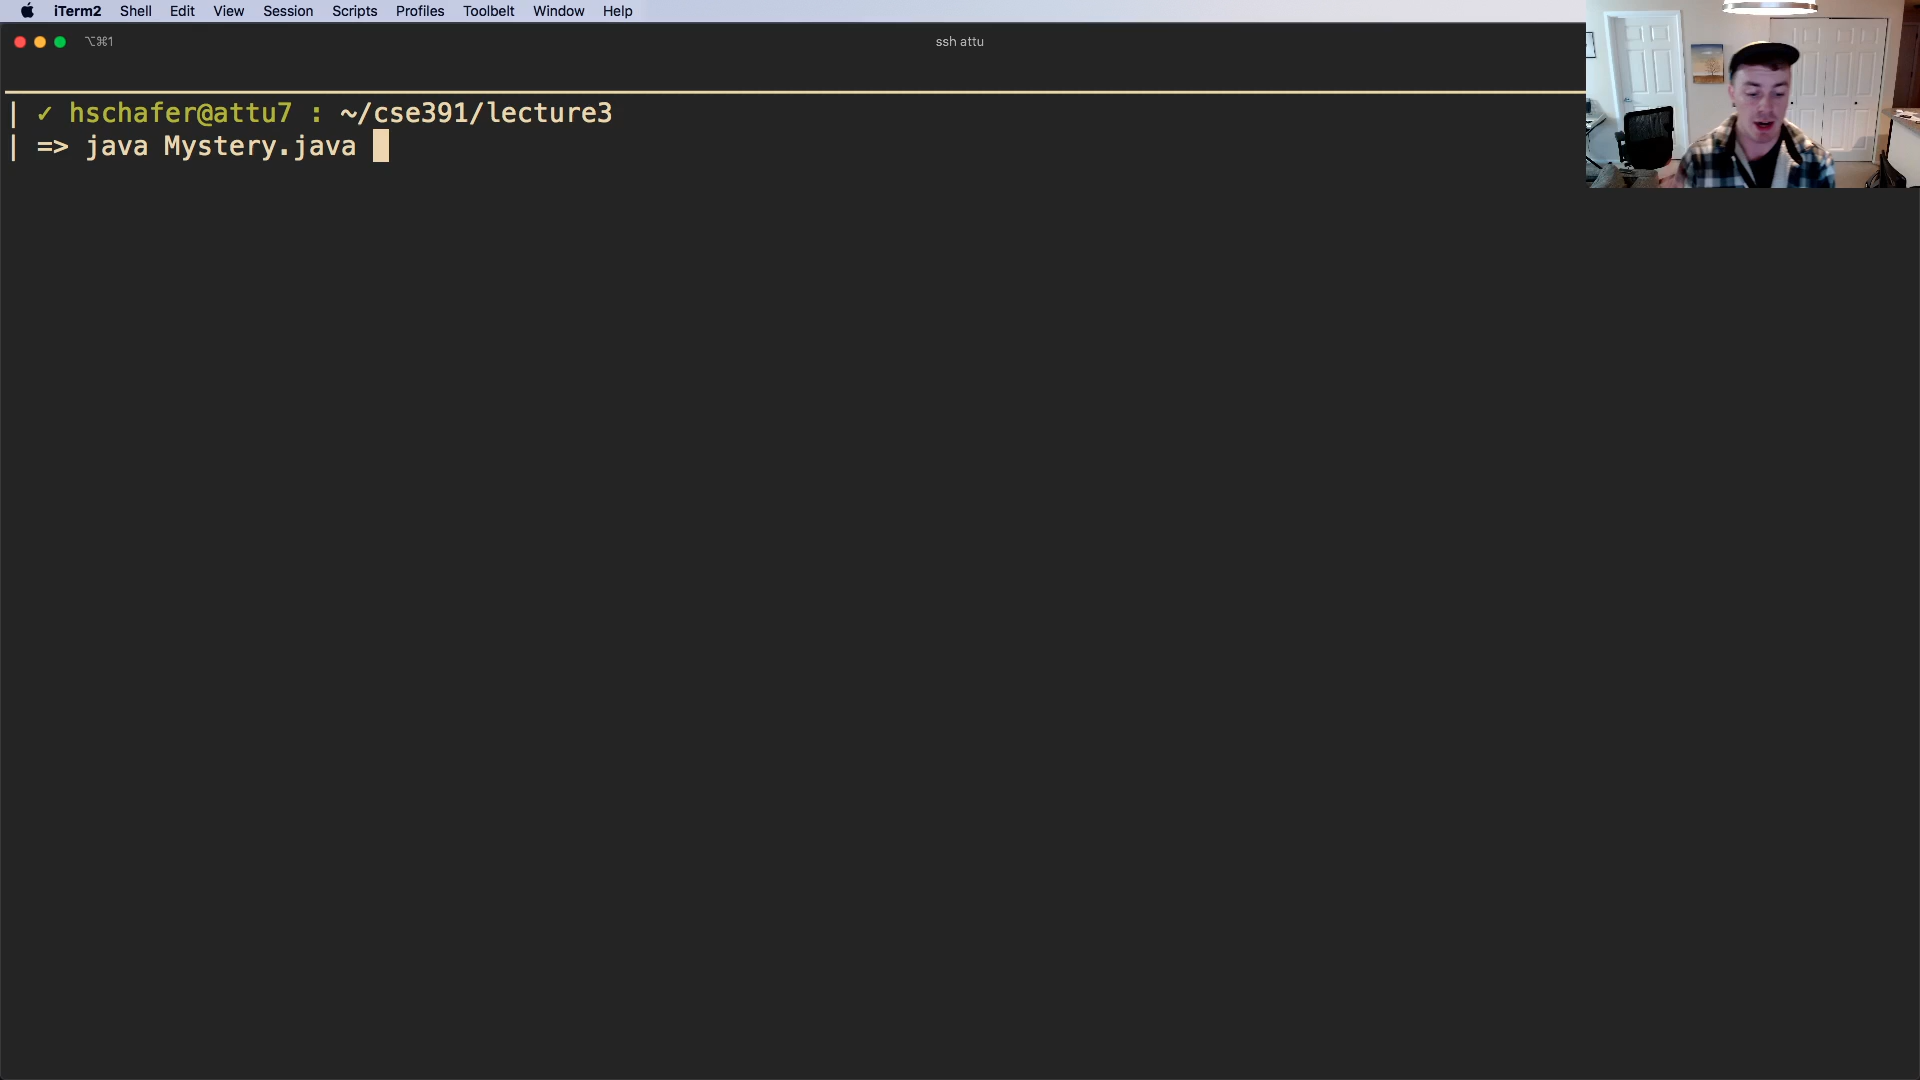 iTerm2 Shell Edit View Session Scripts Profiles Toolbelt Window Help
⌥⌘1 ssh attu
| ✓ hschafer@attu7 : ~/cse391/lecture3
| => java Mystery.java